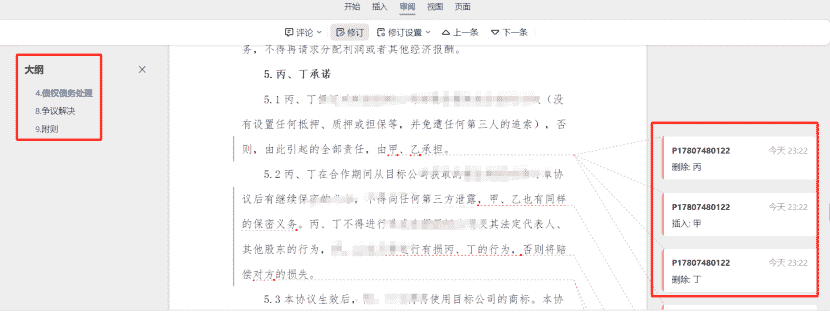 开始 插入 审阅 视图 页面
评论 修订 修订设置 上一条 下一条
大纲
4.债权债务处理
8.争议解决
9.附则
务，不得再请求分配利润或者其他经济报酬。
5.丙、丁承诺
5.1 丙、丁 （没
有设置任何抵押、质押或担保等，并免遭任何第三人的追索），否
则，由此引起的全部责任，由甲、乙承担。
5.2 丙、丁在合作期间从目标公司获取的 协
议后有继续保密的 ，不得向任何第三方泄露，甲、乙也有同样
的保密义务。丙、丁不得进行 及其法定代表人、
其他股东的行为， 进行有损丙、丁的行为，否则将赔
偿对方的损失。
5.3 本协议生效后， 使用目标公司的商标。本协
P17807480122 今天 23:22
删除: 丙
P17807480122 今天 23:22
插入: 甲
P17807480122 今天 23:22
删除: 丁